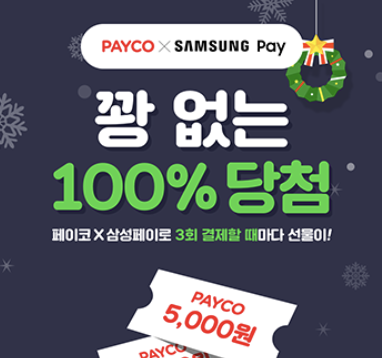 PAYCO × SAMSUNG Pay
꽝 없는
100% 당첨
페이코 X 삼성페이로 3회 결제할 때마다 선물이!
PAYCO
5,000원
PAYCO